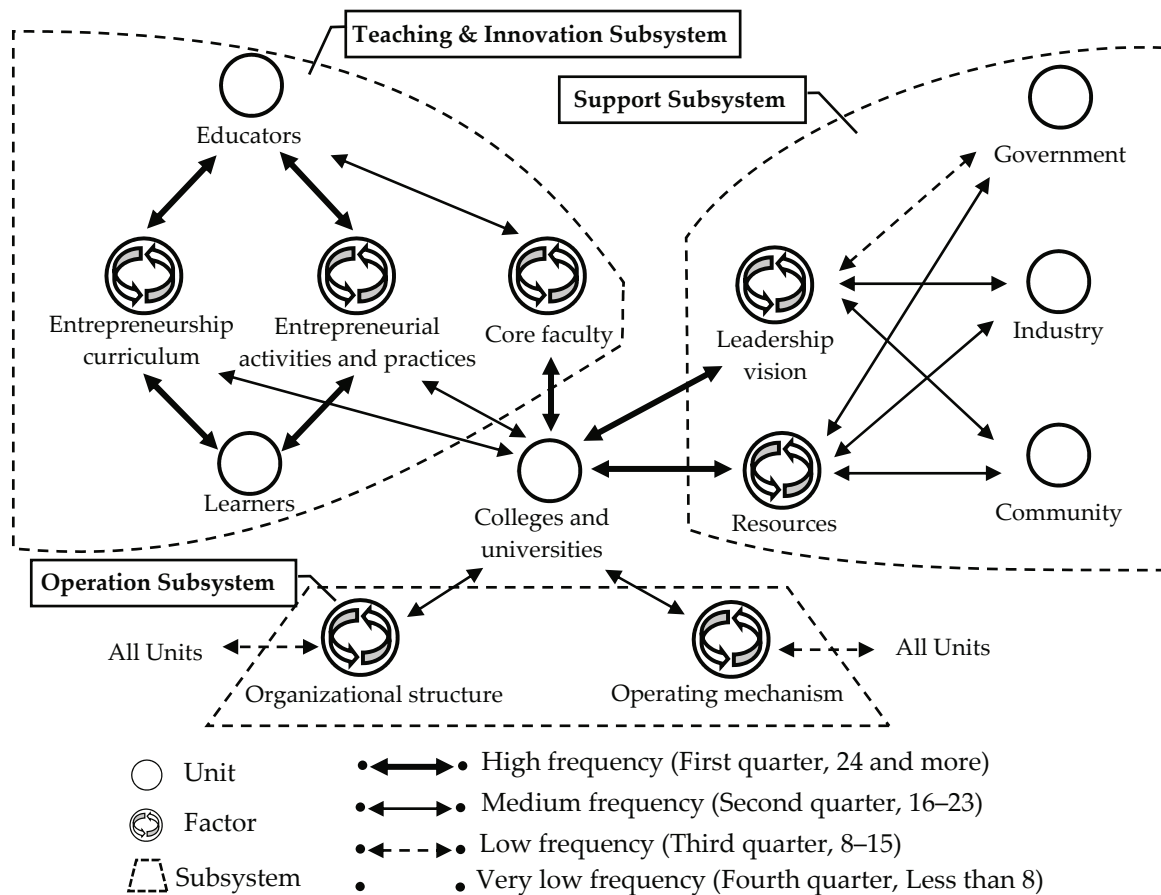 Teaching & Innovation Subsystem
Support Subsystem
Educators
Government
Entrepreneurship
curriculum
Entrepreneurial
activities and practices
Core faculty
Leadership
vision
Industry
Learners
Colleges and
universities
Resources
Community
Operation Subsystem
All Units
Organizational structure
Operating mechanism
All Units
Unit
High frequency (First quarter, 24 and more)
Medium frequency (Second quarter, 16–23)
Factor
Low frequency (Third quarter, 8–15)
Subsystem
Very low frequency (Fourth quarter, Less than 8)